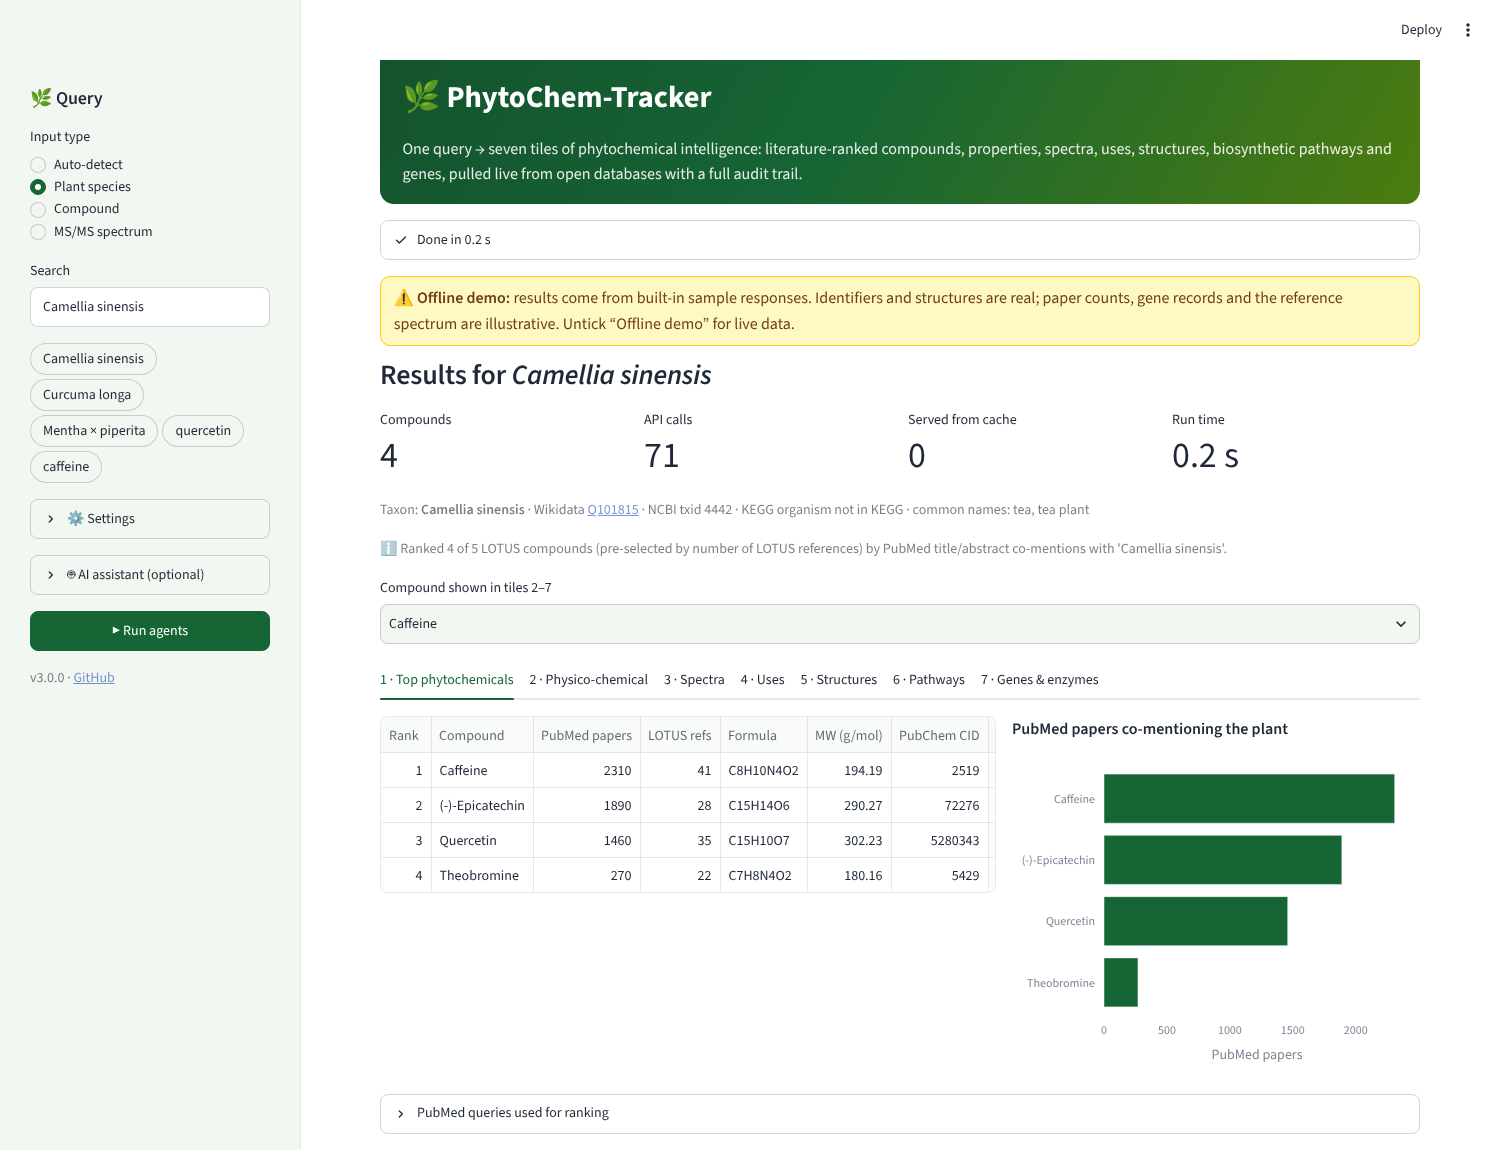 Deploy
🌿 Query
Input type
Auto-detect
Plant species
Compound
MS/MS spectrum
Search
Camellia sinensis
Camellia sinensis
Curcuma longa
Mentha × piperita
quercetin
caffeine
⚙️ Settings
AI assistant (optional)
▶ Run agents
v3.0.0 · GitHub
🌿 PhytoChem-Tracker
One query → seven tiles of phytochemical intelligence: literature-ranked compounds, properties, spectra, uses, structures, biosynthetic pathways and
genes, pulled live from open databases with a full audit trail.
Done in 0.2 s
⚠️ Offline demo: results come from built-in sample responses. Identifiers and structures are real; paper counts, gene records and the reference
spectrum are illustrative. Untick “Offline demo” for live data.
Results for Camellia sinensis
Compounds API calls Served from cache Run time
4 71 0 0.2 s
Taxon: Camellia sinensis · Wikidata Q101815 · NCBI txid 4442 · KEGG organism not in KEGG · common names: tea, tea plant
ℹ️ Ranked 4 of 5 LOTUS compounds (pre-selected by number of LOTUS references) by PubMed title/abstract co-mentions with 'Camellia sinensis'.
Compound shown in tiles 2–7
Caffeine
1 · Top phytochemicals 2 · Physico-chemical 3 · Spectra 4 · Uses 5 · Structures 6 · Pathways 7 · Genes & enzymes
Rank Compound PubMed papers LOTUS refs Formula MW (g/mol) PubChem CID
1 Caffeine 2310 41 C8H10N4O2 194.19 2519
2 (-)-Epicatechin 1890 28 C15H14O6 290.27 72276
3 Quercetin 1460 35 C15H10O7 302.23 5280343
4 Theobromine 270 22 C7H8N4O2 180.16 5429
PubMed papers co-mentioning the plant
Caffeine
(-)-Epicatechin
Quercetin
Theobromine
0 500 1000 1500 2000
PubMed papers
PubMed queries used for ranking